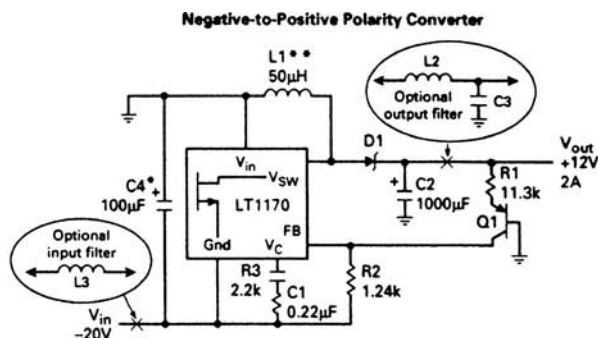 Negative-to-Positive Polarity Converter
L1**
50μH
L2
C3
Optional
output filter
D1
Vout
+12V
2A
Vin
VSW
LT1170
FB
Gnd
VC
C4*
+
100μF
+
C2
1000μF
R1
11.3k
Q1
Optional
input filter
L3
R3
2.2k
C1
0.22μF
R2
1.24k
Vin
–20V